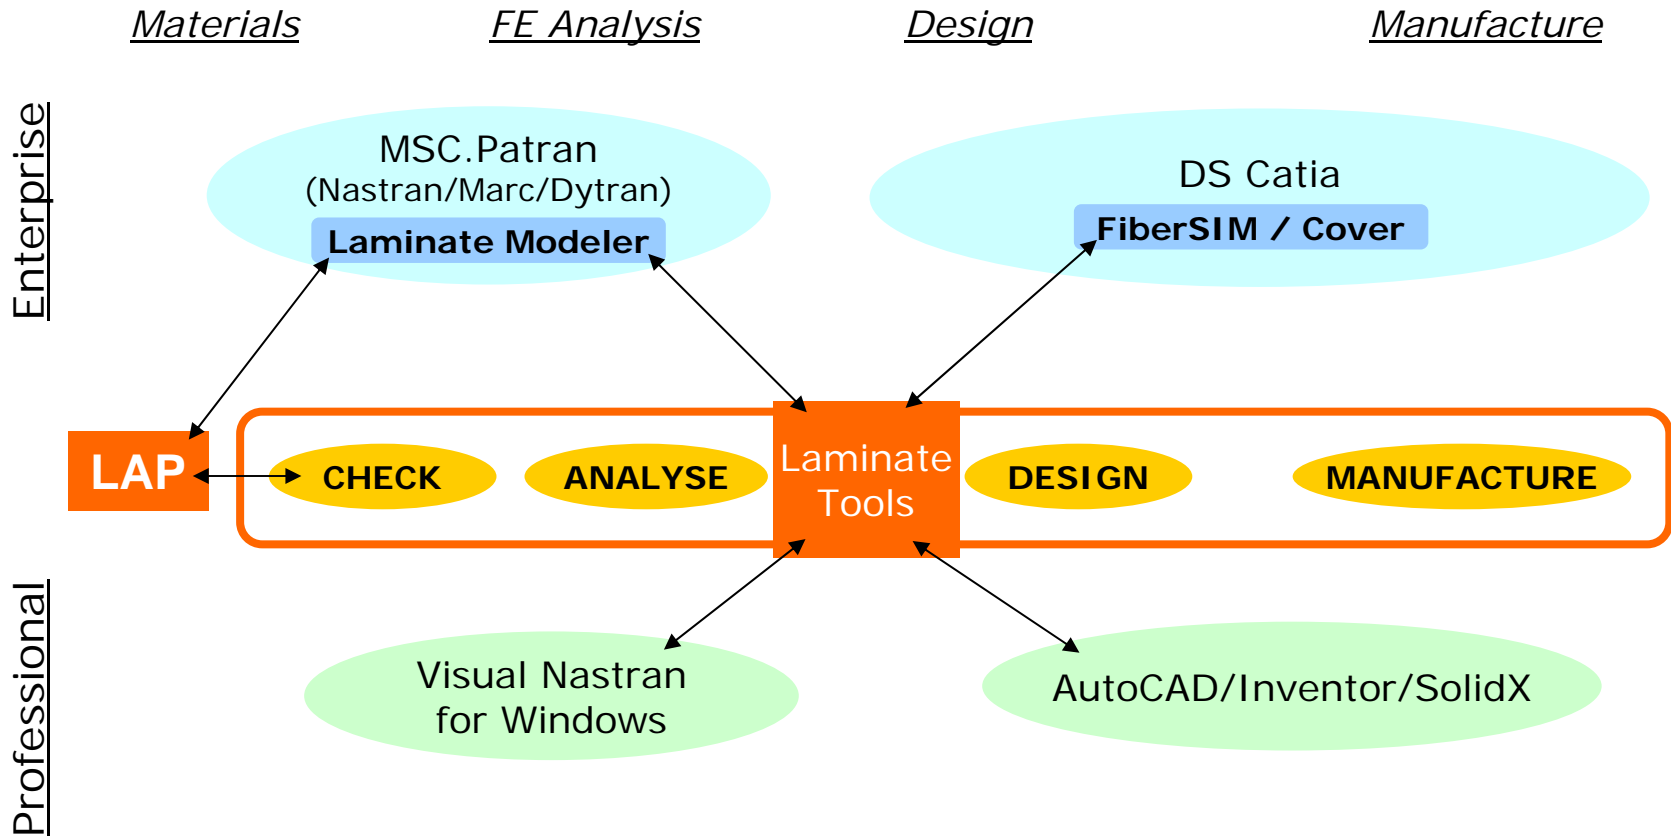 Materials
FE Analysis
Design
Manufacture
Enterprise
MSC.Patran
(Nastran/Marc/Dytran)
Laminate Modeler
DS Catia
FiberSIM / Cover
LAP
CHECK
ANALYSE
Laminate
Tools
DESIGN
MANUFACTURE
Professional
Visual Nastran
for Windows
AutoCAD/Inventor/SolidX